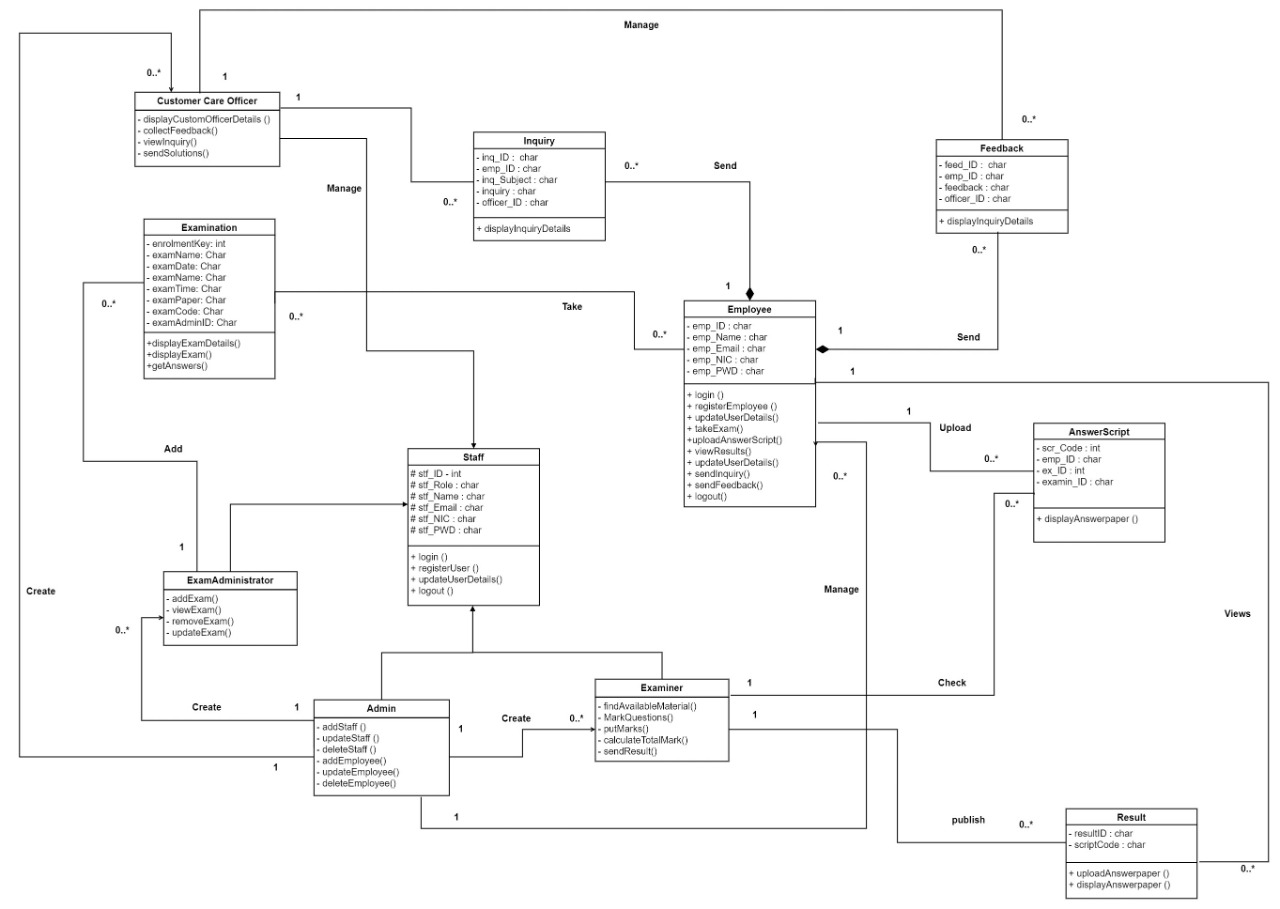 Manage
0..*
1
Customer Care Officer
- displayCustomOfficerDetails ()
- collectFeedback()
- viewInquiry()
- sendSolutions()
1
0..*
Inquiry
- inq_ID : char
- emp_ID : char
- inq_Subject : char
- inquiry : char
- officer_ID : char
+ displayInquiryDetails
0..*
Send
1
0..*
Feedback
- feed_ID : char
- emp_ID : char
- feedback : char
- officer_ID : char
+ displayInquiryDetails
0..*
Manage
Examination
- enrolmentKey: int
- examName: Char
- examDate: Char
- examName: Char
- examTime: Char
- examPaper: Char
- examCode: Char
- examAdminID: Char
+displayExamDetails()
+displayExam()
+getAnswers()
0..*
0..*
Take
0..*
Employee
- emp_ID : char
- emp_Name : char
- emp_Email : char
- emp_NIC : char
- emp_PWD : char
+ login ()
+ registerEmployee ()
+ updateUserDetails()
+ takeExam()
+uploadAnswerScript()
+ viewResults()
+ updateUserDetails()
+ sendInquiry()
+ sendFeedback()
+ logout()
1
Send
1
1
Upload
0..*
0..*
AnswerScript
- scr_Code : int
- emp_ID : char
- ex_ID : int
- examin_ID : char
+ displayAnswerpaper ()
0..*
Add
1
Staff
# stf_ID - int
# stf_Role : char
# stf_Name : char
# stf_Email : char
# stf_NIC : char
# stf_PWD : char
+ login ()
+ registerUser ()
+ updateUserDetails()
+ logout ()
Create
ExamAdministrator
- addExam()
- viewExam()
- removeExam()
- updateExam()
0..*
Manage
Views
Create
1
Admin
- addStaff ()
- updateStaff ()
- deleteStaff ()
- addEmployee()
- updateEmployee()
- deleteEmployee()
1
1
Create
0..*
Examiner
- findAvailableMaterial()
- MarkQuestions()
- putMarks()
- calculateTotalMark()
- sendResult()
1
Check
1
1
publish
0..*
Result
- resultID : char
- scriptCode : char
+ uploadAnswerpaper ()
+ displayAnswerpaper ()
0..*